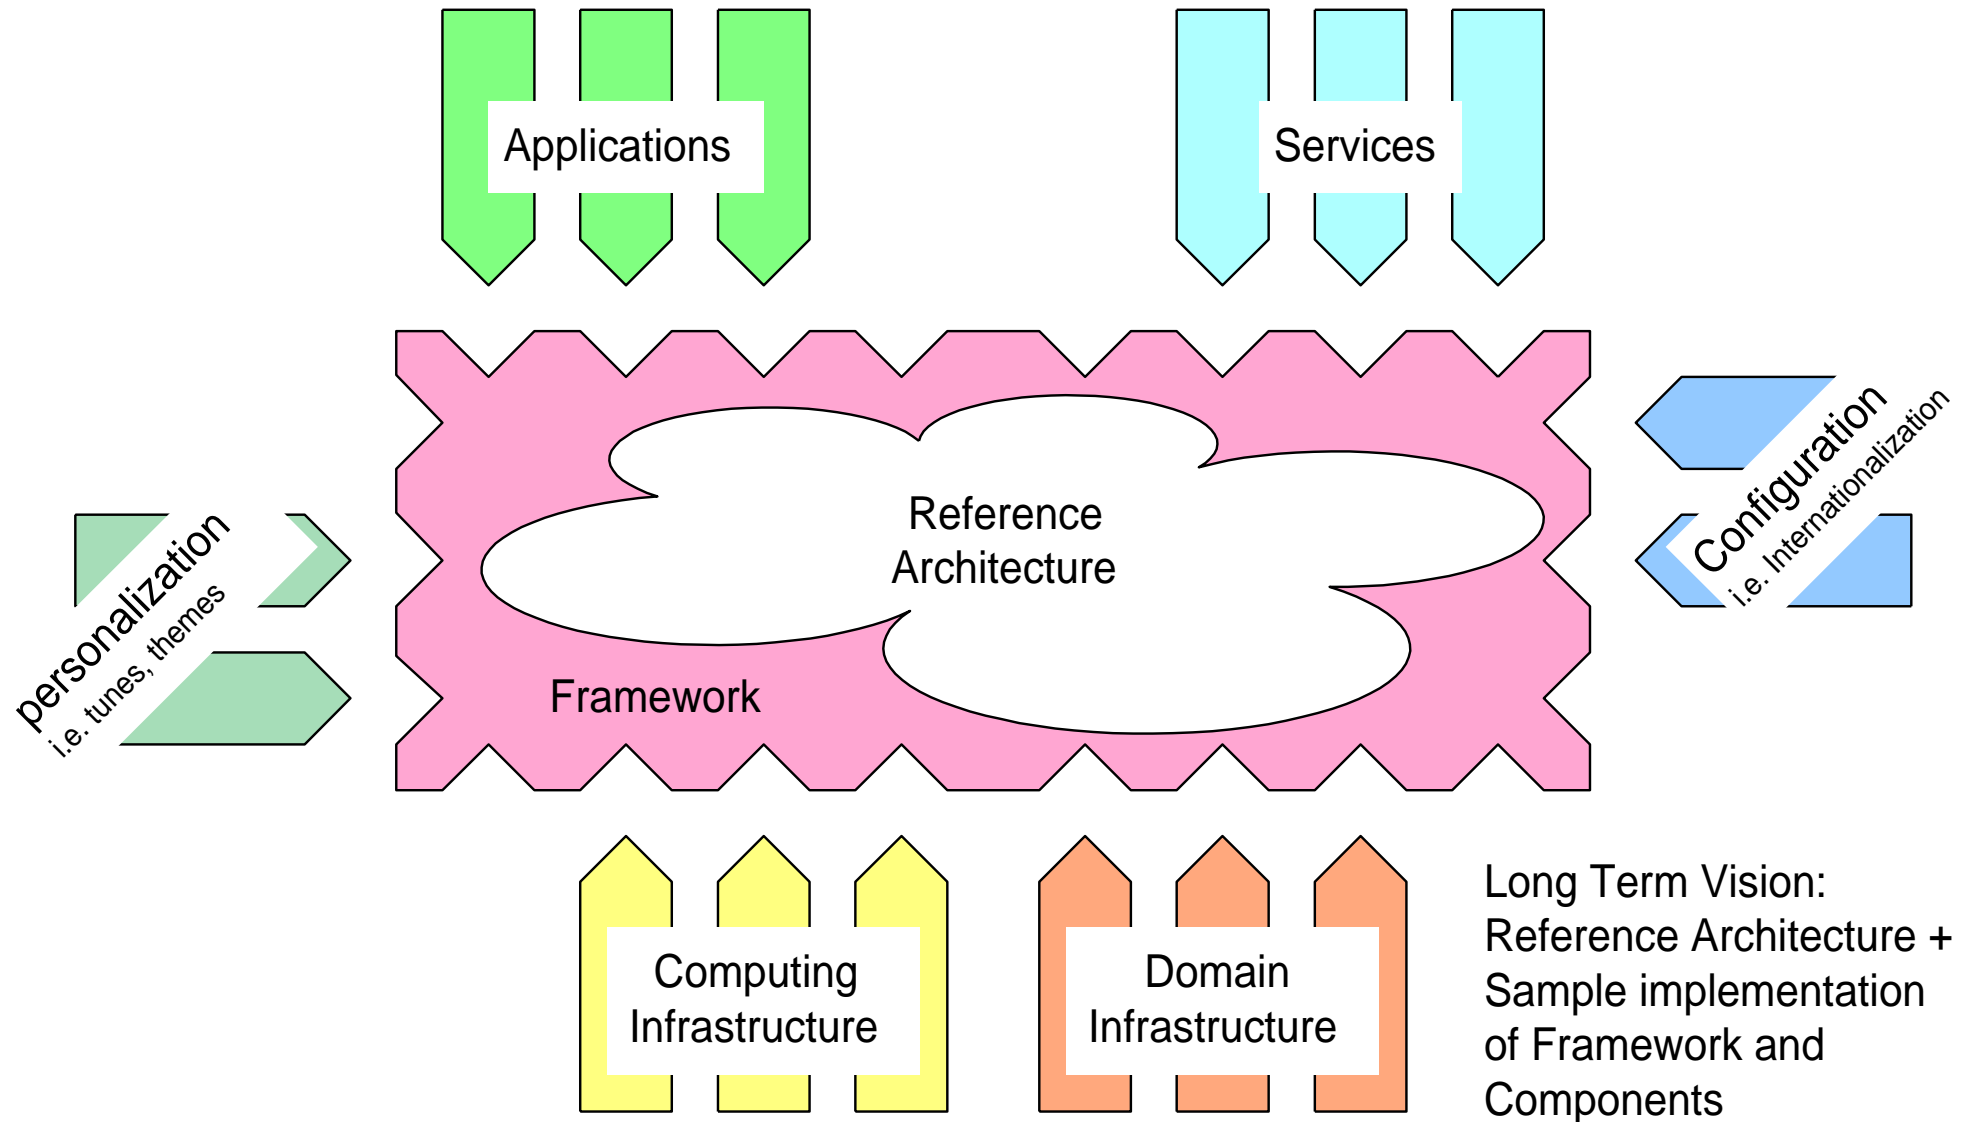 Applications
Services
Configuration
i.e. Internationalization
Reference
Architecture
personalization
i.e. tunes, themes
Framework
Computing
Infrastructure
Domain
Infrastructure
Long Term Vision:
Reference Architecture +
Sample implementation
of Framework and
Components